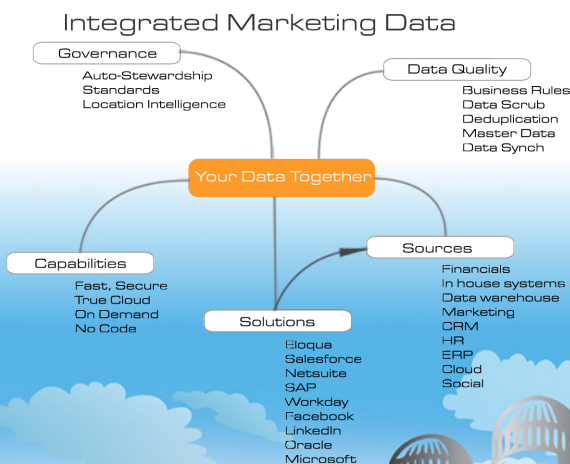 Integrated Marketing Data
Governance
Auto-Stewardship
Standards
Location Intelligence
Data Quality
Business Rules
Data Scrub
Deduplication
Master Data
Data Synch
Your Data Together
Capabilities
Fast, Secure
True Cloud
On Demand
No Code
Solutions
Eloqua
Salesforce
Netsuite
SAP
Workday
Facebook
LinkedIn
Oracle
Microsoft
Sources
Financials
In house systems
Data warehouse
Marketing
CRM
HR
ERP
Cloud
Social